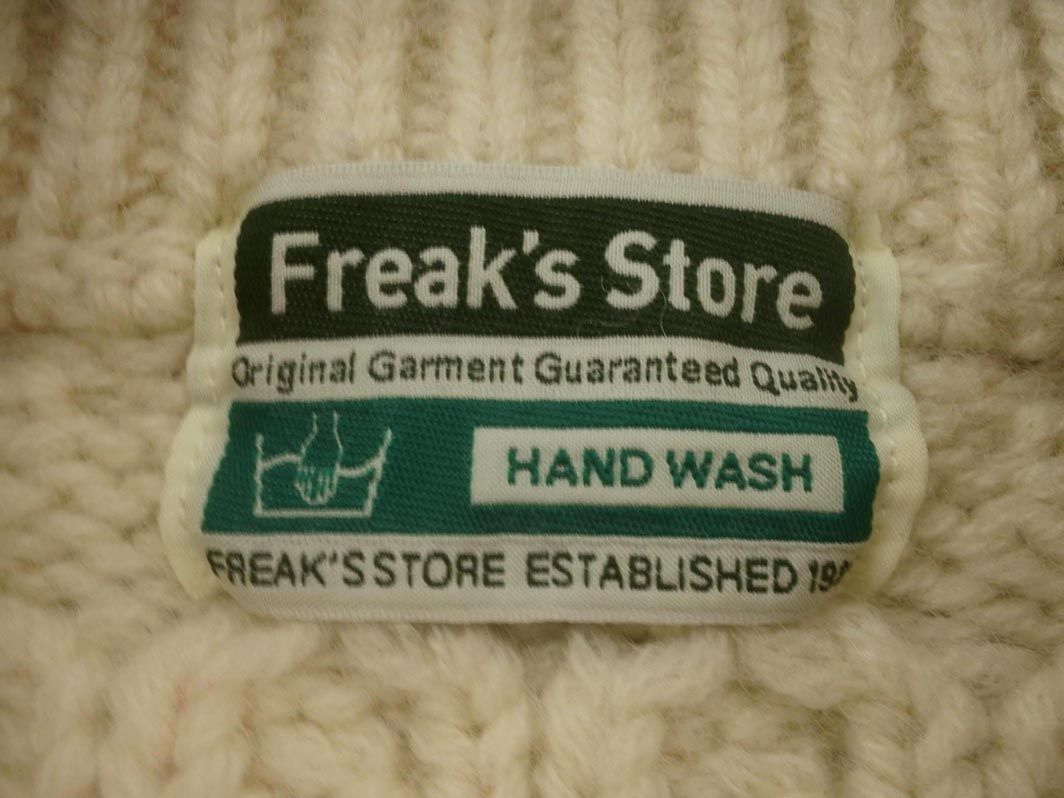 Freak's Store
Original Garment Guaranteed Quality
HAND WASH
FREAK'S STORE ESTABLISHED